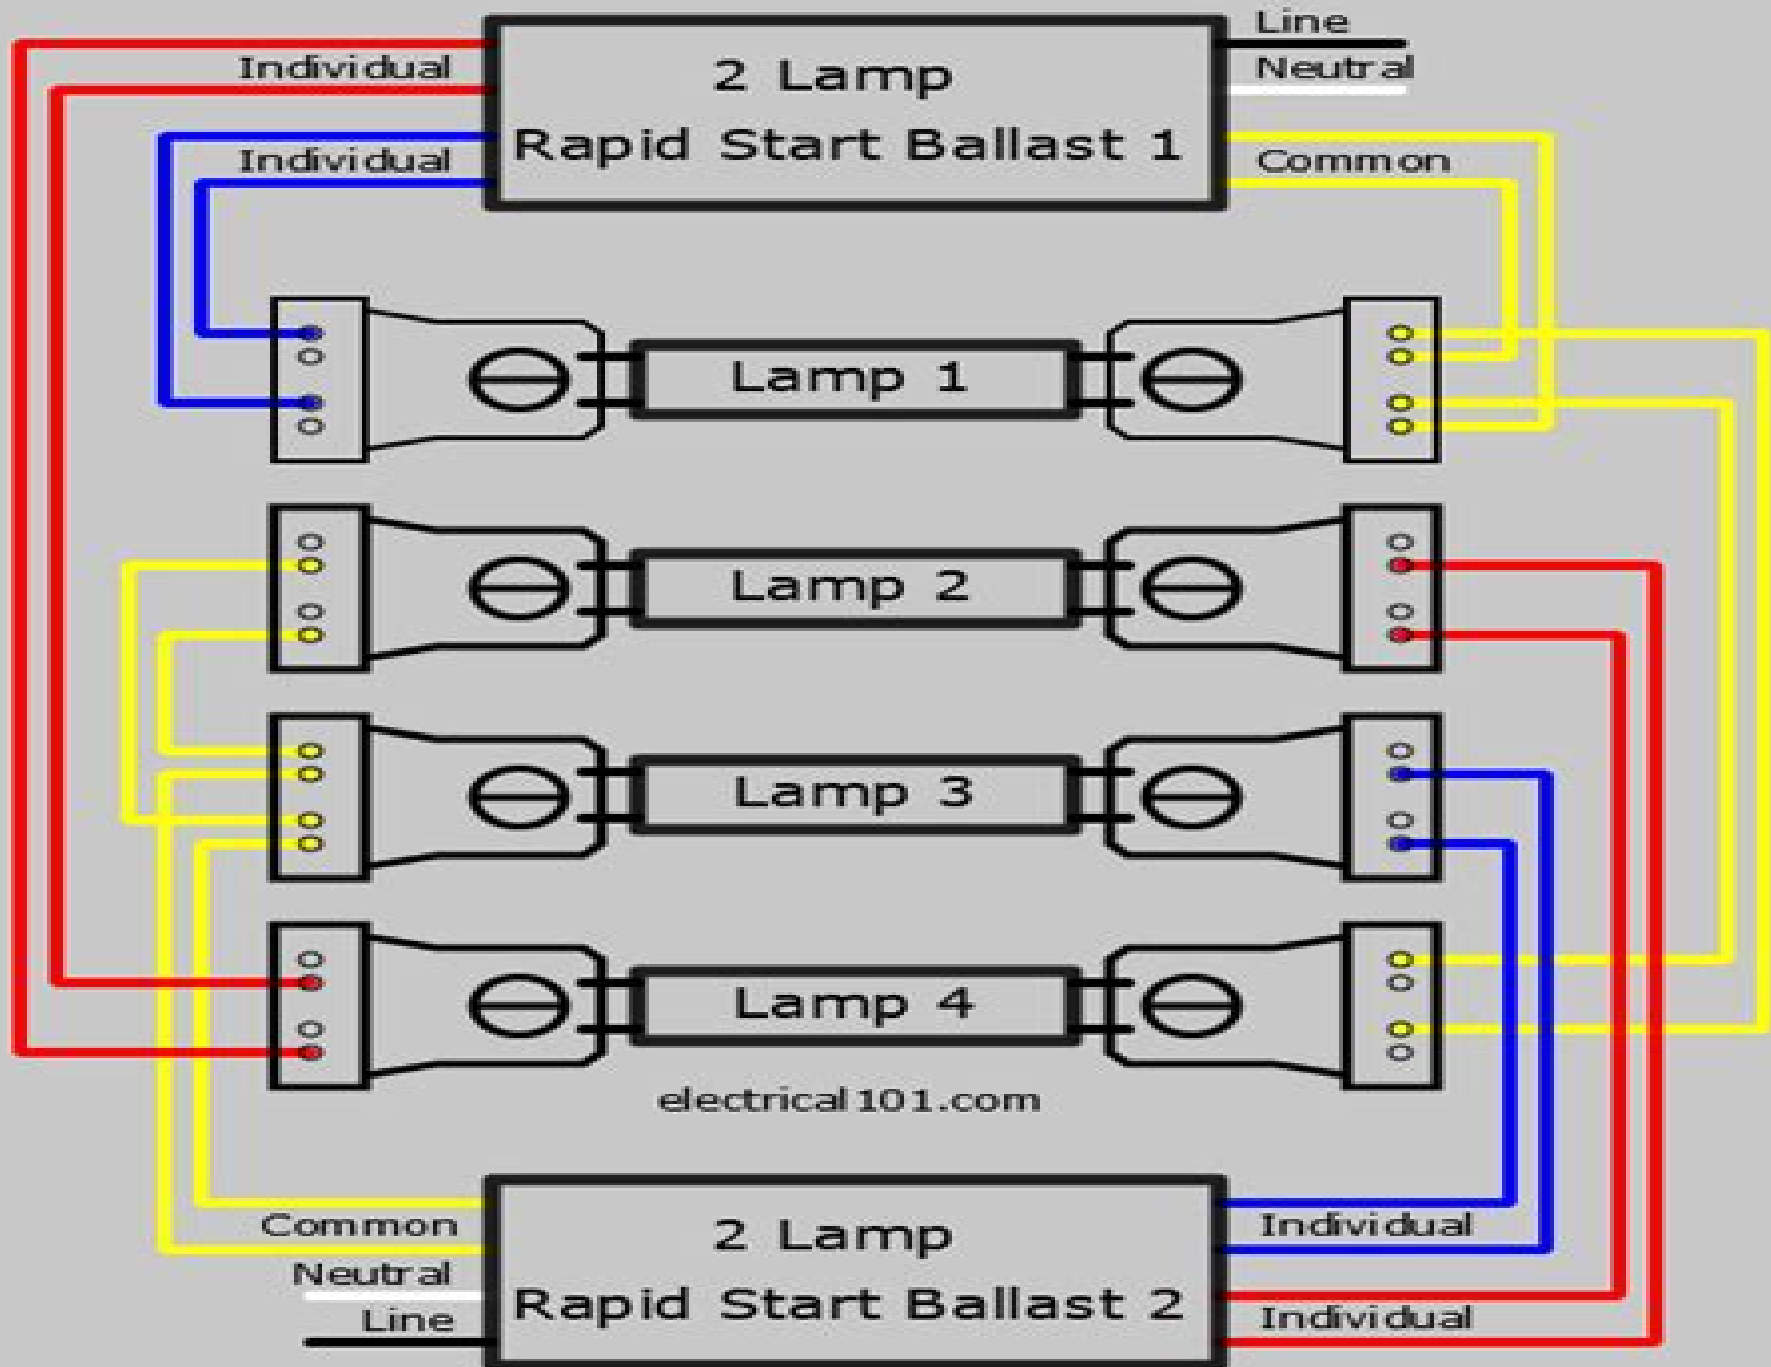 Line
Individual
2 Lamp
Neutral
Rapid Start Ballast 1
Individual
Common
Lamp 1
Lamp 2
Lamp 3
Lamp 4
electrical101.com
Common
2 Lamp
Individual
Neutral
Rapid Start Ballast 2
Line
Individual